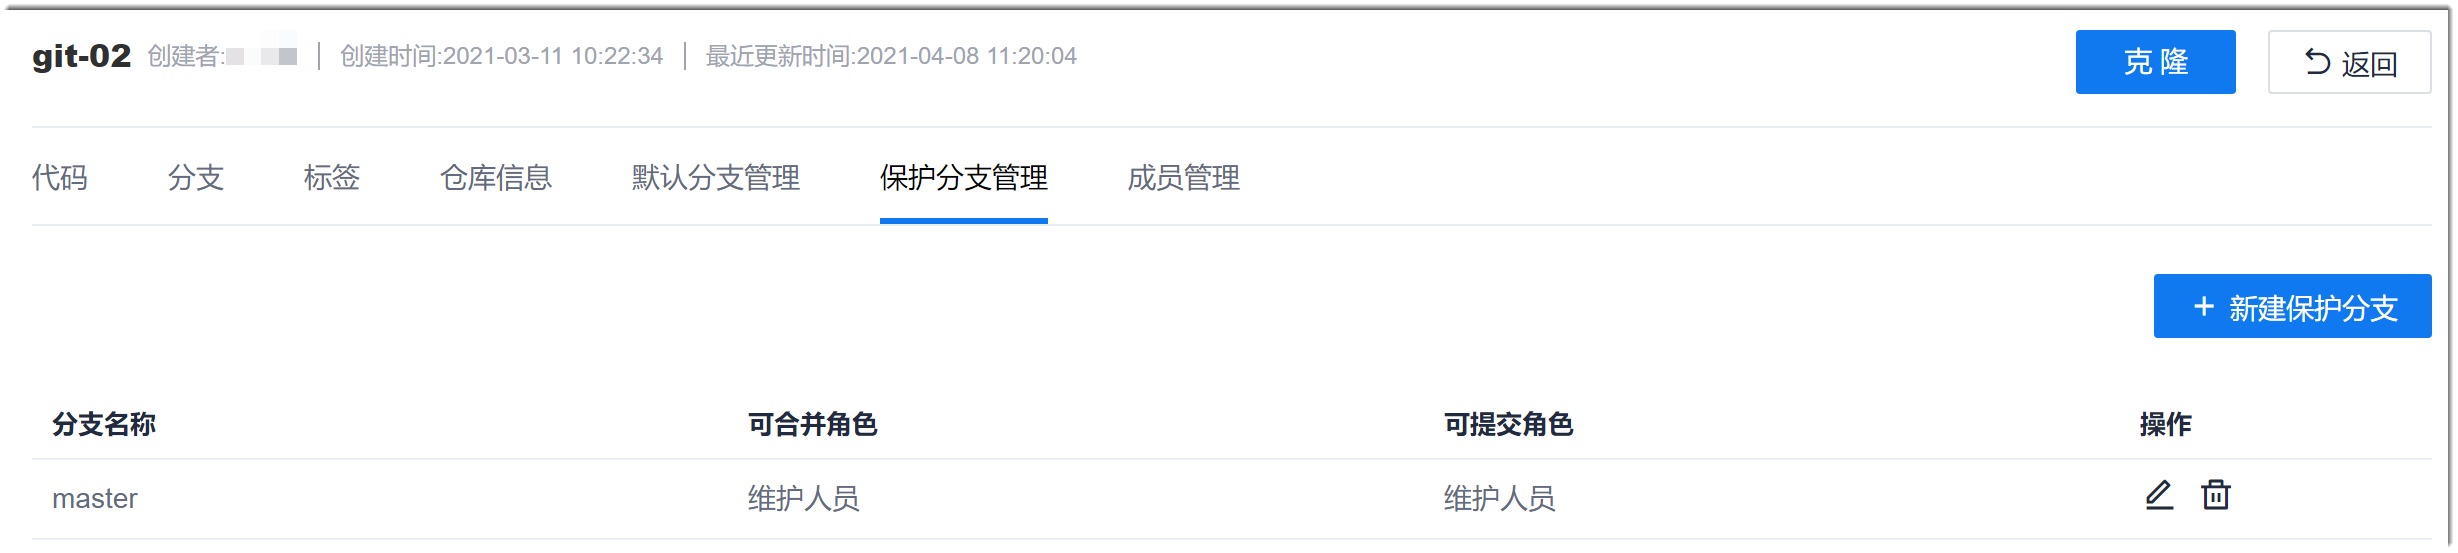 git-02 创建者: 创建时间:2021-03-11 10:22:34 最近更新时间:2021-04-08 11:20:04 克 隆 返回
代码 分支 标签 仓库信息 默认分支管理 保护分支管理 成员管理
+ 新建保护分支
分支名称 可合并角色 可提交角色 操作
master 维护人员 维护人员